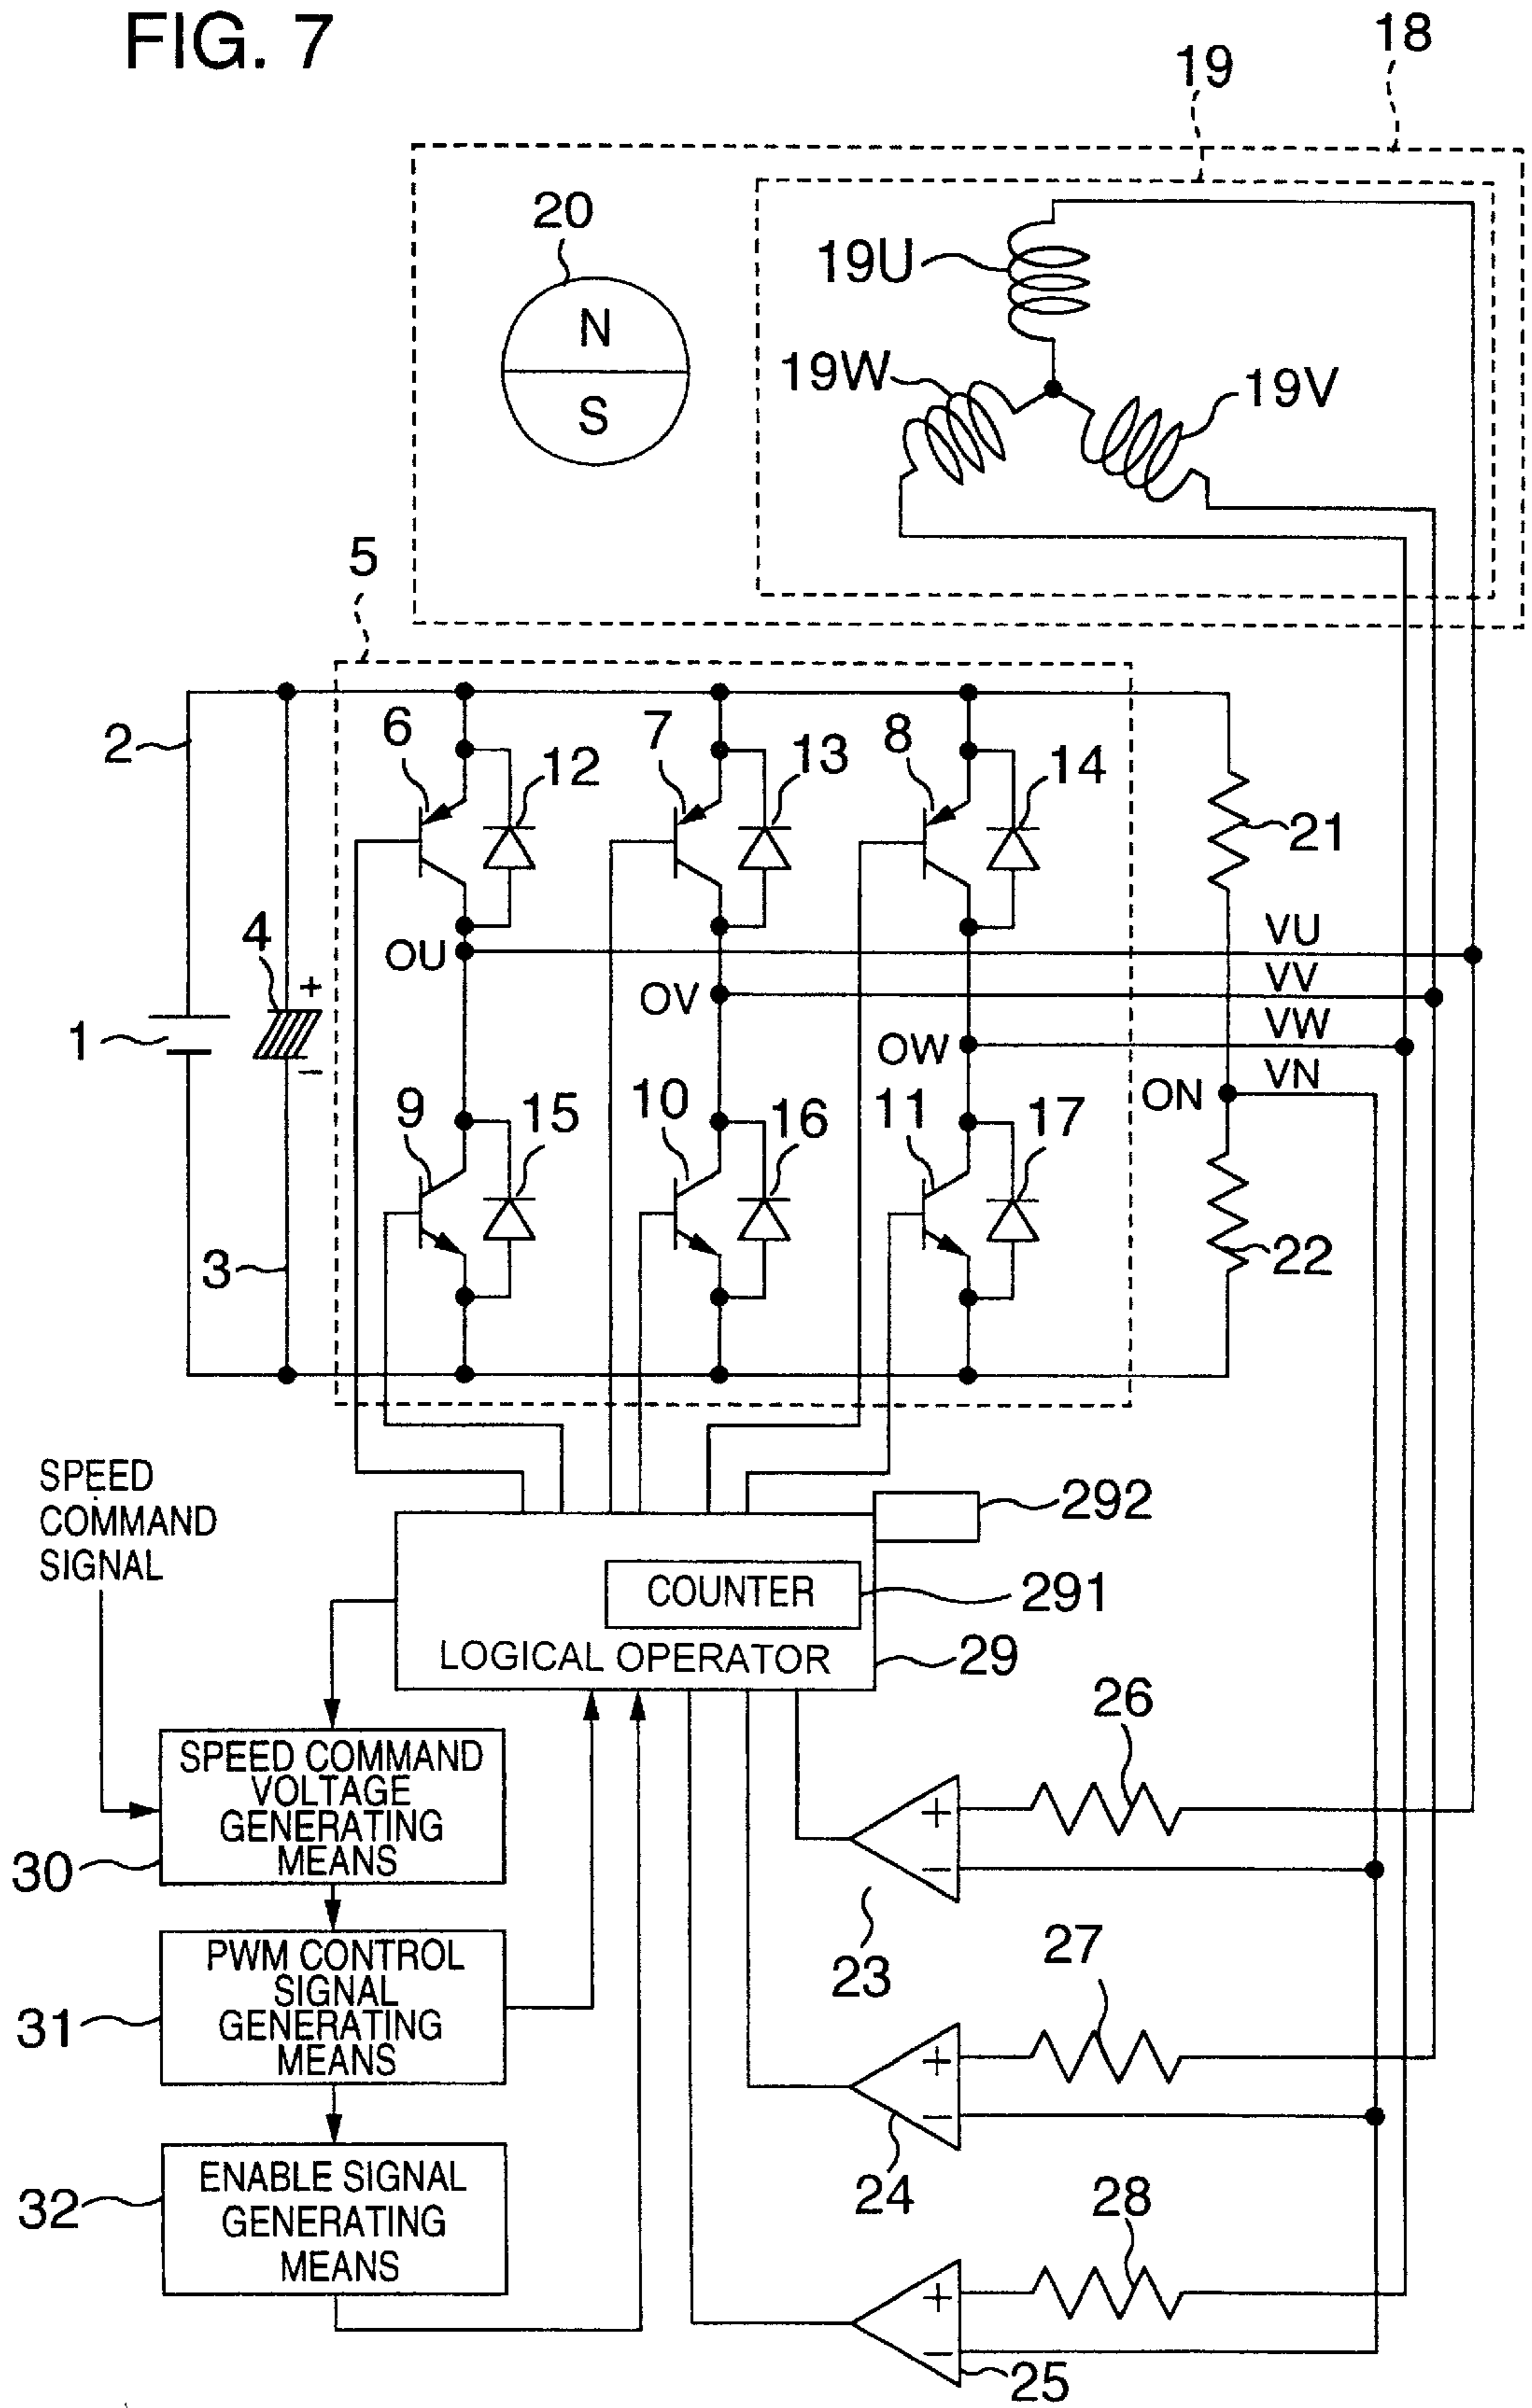 FIG. 7
18
19
20
19U
N
19W
19V
S
5
6
7
8
2
12
13
14
21
4
OU
VU
+
OV
VV
1
OW
VW
−
ON
VN
9
15
10
16
11
17
3
22
SPEED
COMMAND
SIGNAL
292
COUNTER
291
LOGICAL OPERATOR
29
26
SPEED COMMAND
VOLTAGE
GENERATING
MEANS
30
+
−
23
27
PWM CONTROL
SIGNAL
GENERATING
MEANS
31
+
−
24
28
ENABLE SIGNAL
GENERATING
MEANS
32
+
−
25